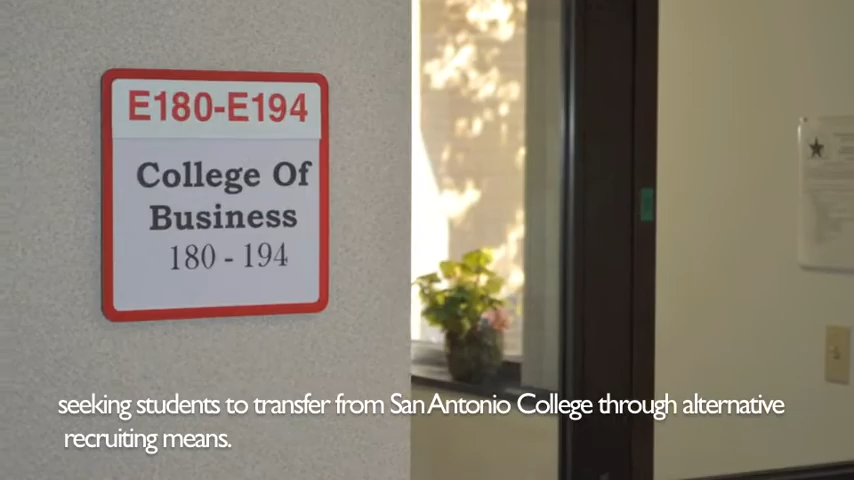 E180-E194
College Of
Business
180 - 194
seeking students to transfer from San Antonio College through alternative
recruiting means.